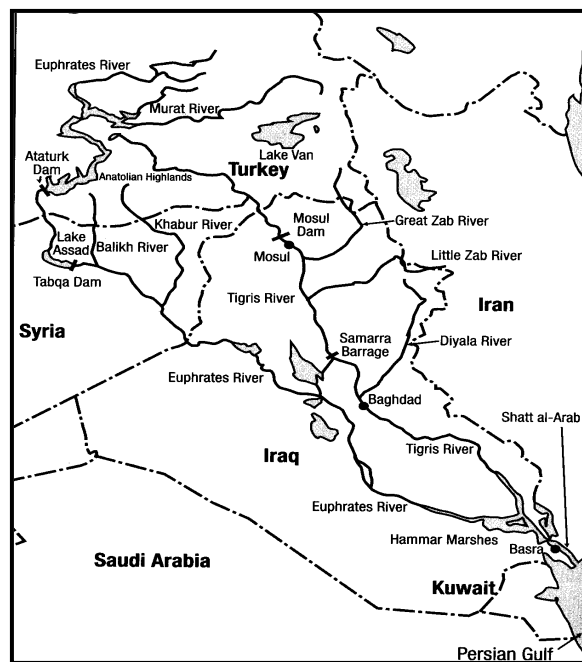 Euphrates River
Murat River
Lake Van
Ataturk
Dam
Anatolian Highlands
Turkey
Khabur River
Mosul
Dam
Great Zab River
Lake
Assad
Balikh River
Mosul
Little Zab River
Tabqa Dam
Tigris River
Iran
Syria
Samarra
Barrage
Diyala River
Euphrates River
Baghdad
Shatt al-Arab
Iraq
Tigris River
Euphrates River
Hammar Marshes
Basra
Saudi Arabia
Kuwait
Persian Gulf